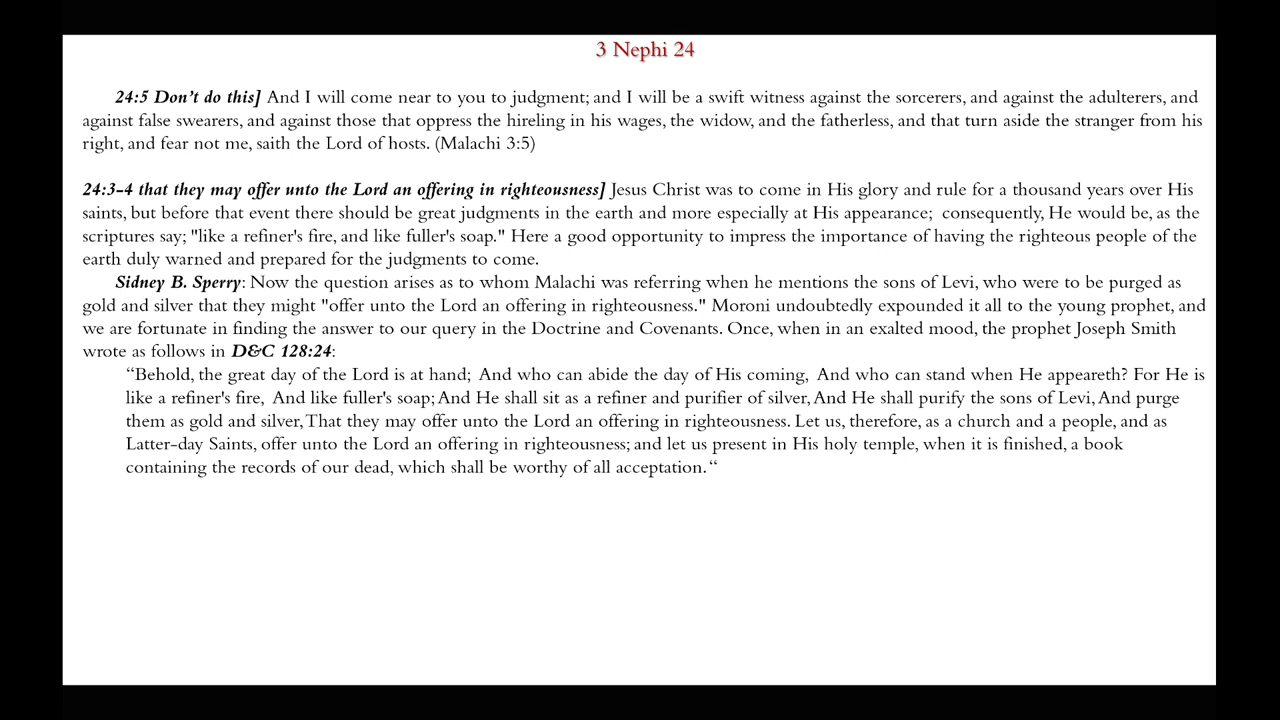 3 Nephi 24
24:5 Don’t do this] And I will come near to you to judgment; and I will be a swift witness against the sorcerers, and against the adulterers, and
against false swearers, and against those that oppress the hireling in his wages, the widow, and the fatherless, and that turn aside the stranger from his
right, and fear not me, saith the Lord of hosts. (Malachi 3:5)
24:3-4 that they may offer unto the Lord an offering in righteousness] Jesus Christ was to come in His glory and rule for a thousand years over His
saints, but before that event there should be great judgments in the earth and more especially at His appearance;  consequently, He would be, as the
scriptures say; "like a refiner's fire, and like fuller's soap." Here a good opportunity to impress the importance of having the righteous people of the
earth duly warned and prepared for the judgments to come.
Sidney B. Sperry: Now the question arises as to whom Malachi was referring when he mentions the sons of Levi, who were to be purged as
gold and silver that they might "offer unto the Lord an offering in righteousness." Moroni undoubtedly expounded it all to the young prophet, and
we are fortunate in finding the answer to our query in the Doctrine and Covenants. Once, when in an exalted mood, the prophet Joseph Smith
wrote as follows in D&C 128:24:
“Behold, the great day of the Lord is at hand;  And who can abide the day of His coming,  And who can stand when He appeareth? For He is
like a refiner's fire,  And like fuller's soap; And He shall sit as a refiner and purifier of silver, And He shall purify the sons of Levi, And purge
them as gold and silver, That they may offer unto the Lord an offering in righteousness. Let us, therefore, as a church and a people, and as
Latter-day Saints, offer unto the Lord an offering in righteousness; and let us present in His holy temple, when it is finished, a book
containing the records of our dead, which shall be worthy of all acceptation.“